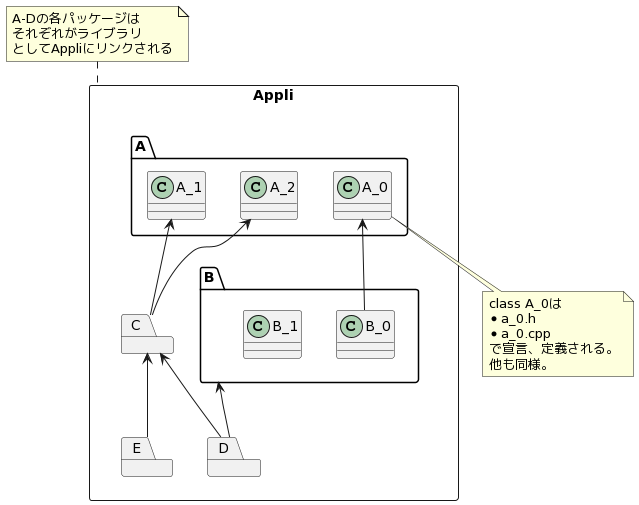 A-Dの各パッケージは
それぞれがライブラリ
としてAppliにリンクされる
Appli
A
C A_1
C A_2
C A_0
B
C B_1
C B_0
C
class A_0は
• a_0.h
• a_0.cpp
で宣言、定義される。
他も同様。
E
D